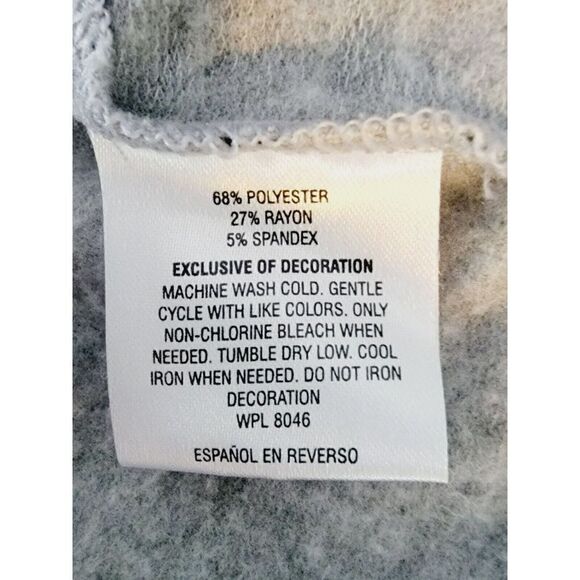 68% POLYESTER
27% RAYON
5% SPANDEX
EXCLUSIVE OF DECORATION
MACHINE WASH COLD. GENTLE
CYCLE WITH LIKE COLORS. ONLY
NON-CHLORINE BLEACH WHEN
NEEDED. TUMBLE DRY LOW. COOL
IRON WHEN NEEDED. DO NOT IRON
DECORATION
WPL 8046
ESPAÑOL EN REVERSO